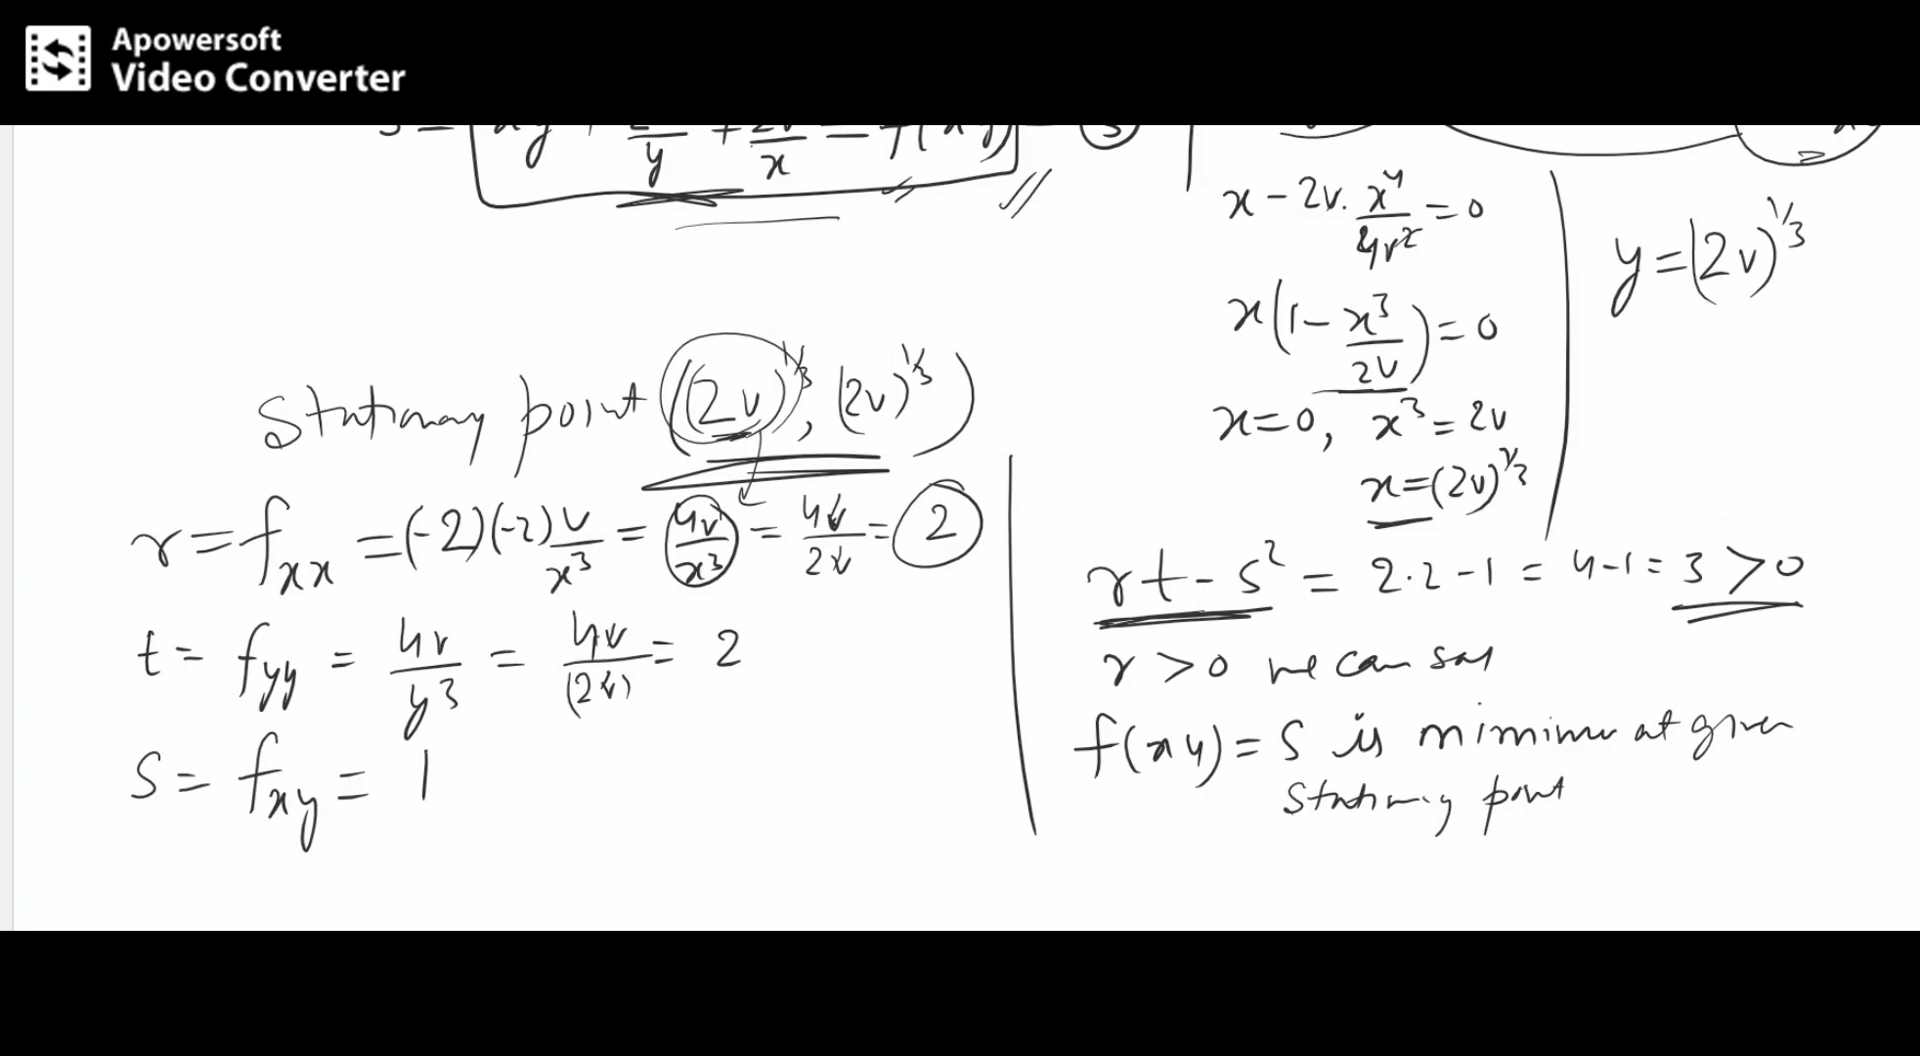 Apowersoft
Video Converter
x - 2v. x⁴/4v² = 0
x(1 - x³/2v) = 0
x = 0, x³ = 2v
x = (2v)^1/3
y = (2v)^1/3
Stationary point ((2v)^1/3, (2v)^1/3)
r = fxx = (-2)(-2) v/x³ = 4v/x³ = 4v/2v = 2
t = fyy = 4v/y³ = 4v/(2v) = 2
S = fxy = 1
rt - s² = 2·2 - 1 = 4 - 1 = 3 > 0
r > 0 we can say
f(xy) = S is minimum at given
Stationary point